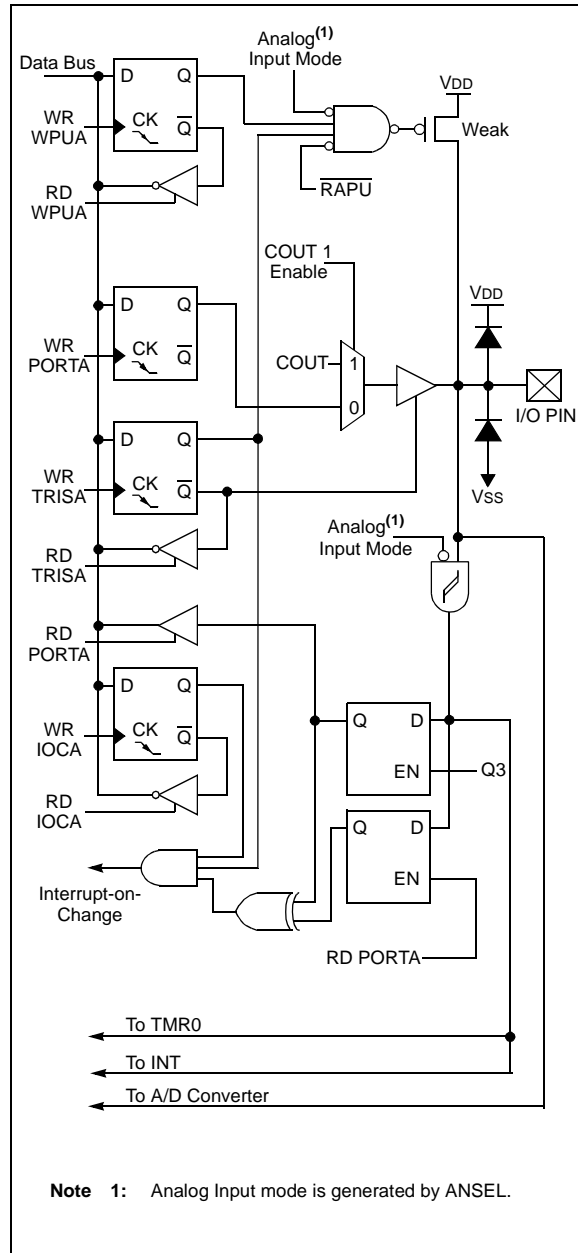 Analog(1)
Input Mode
Data Bus
D Q
VDD
WR
WPUA
CK
Q
Weak
RD
WPUA
RAPU
COUT 1
Enable
D Q
VDD
WR
PORTA
CK
Q
COUT
1
0
I/O PIN
D Q
WR
TRISA
CK
Q
VSS
Analog(1)
Input Mode
RD
TRISA
RD
PORTA
D Q
Q D
WR
IOCA
CK
Q
EN
Q3
RD
IOCA
Q D
EN
Interrupt-on-
Change
RD PORTA
To TMR0
To INT
To A/D Converter
Note 1: Analog Input mode is generated by ANSEL.